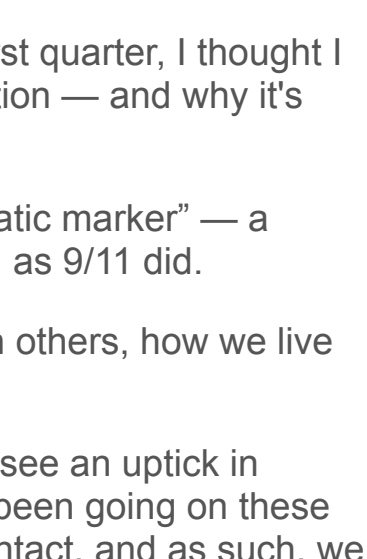 st quarter, I thought I
tion — and why it's
atic marker” — a
as 9/11 did.
others, how we live
see an uptick in
been going on these
ntact, and as such, we